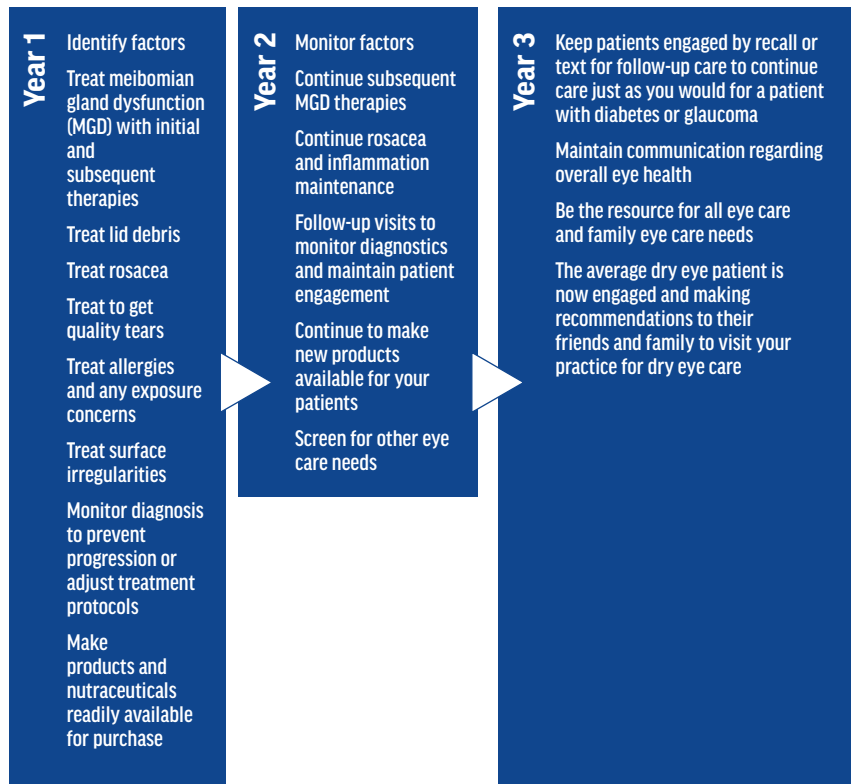 Year 1
Identify factors
Treat meibomian
gland dysfunction
(MGD) with initial
and
subsequent
therapies
Treat lid debris
Treat rosacea
Treat to get
quality tears
Treat allergies
and any exposure
concerns
Treat surface
irregularities
Monitor diagnosis
to prevent
progression or
adjust treatment
protocols
Make
products and
nutraceuticals
readily available
for purchase
Year 2
Monitor factors
Continue subsequent
MGD therapies
Continue rosacea
and inflammation
maintenance
Follow-up visits to
monitor diagnostics
and maintain patient
engagement
Continue to make
new products
available for your
patients
Screen for other eye
care needs
Year 3
Keep patients engaged by recall or
text for follow-up care to continue
care just as you would for a patient
with diabetes or glaucoma
Maintain communication regarding
overall eye health
Be the resource for all eye care
and family eye care needs
The average dry eye patient is
now engaged and making
recommendations to their
friends and family to visit your
practice for dry eye care